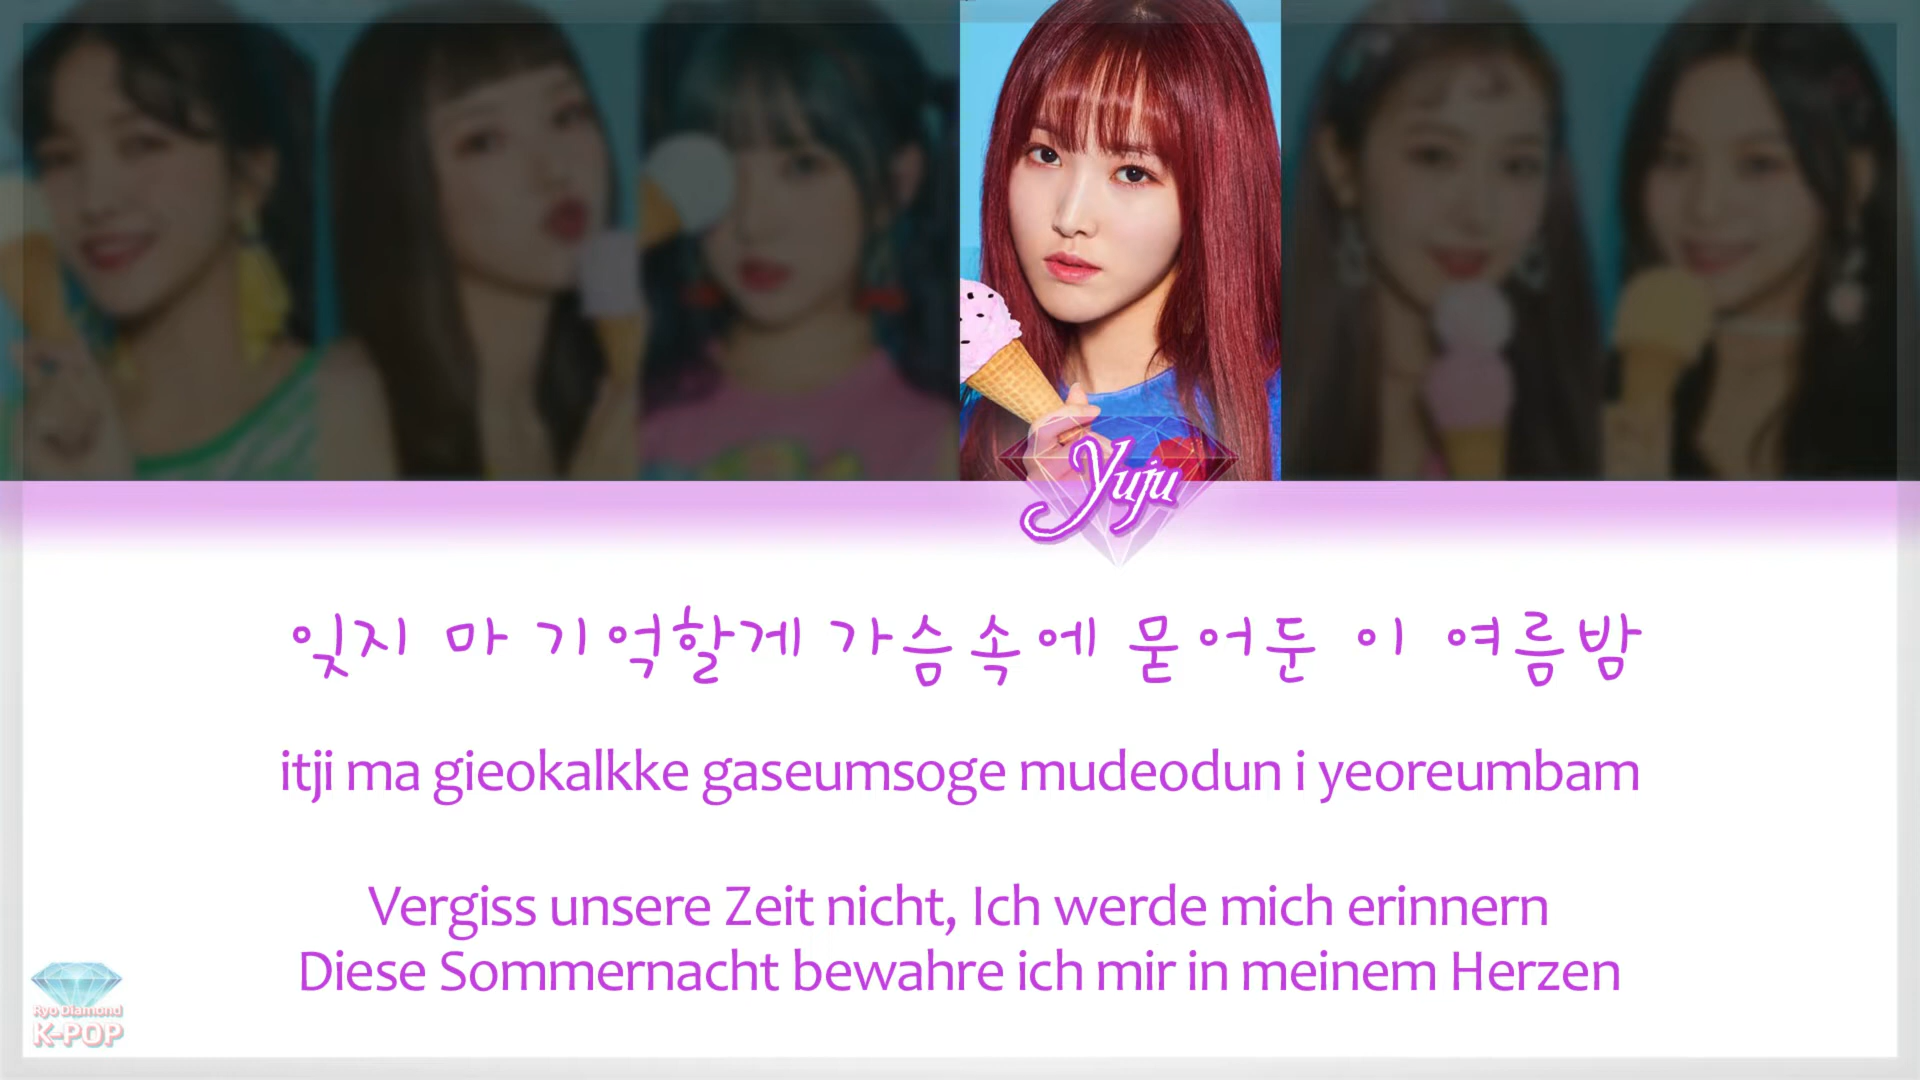 Yuju
잊지 마 기억할게 가슴속에 묻어둔 이 여름밤
itji ma gieokalkke gaseumsoge mudeodun i yeoreumbam
Vergiss unsere Zeit nicht, Ich werde mich erinnern
Diese Sommernacht bewahre ich mir in meinem Herzen
Ryo Diamond
K-POP